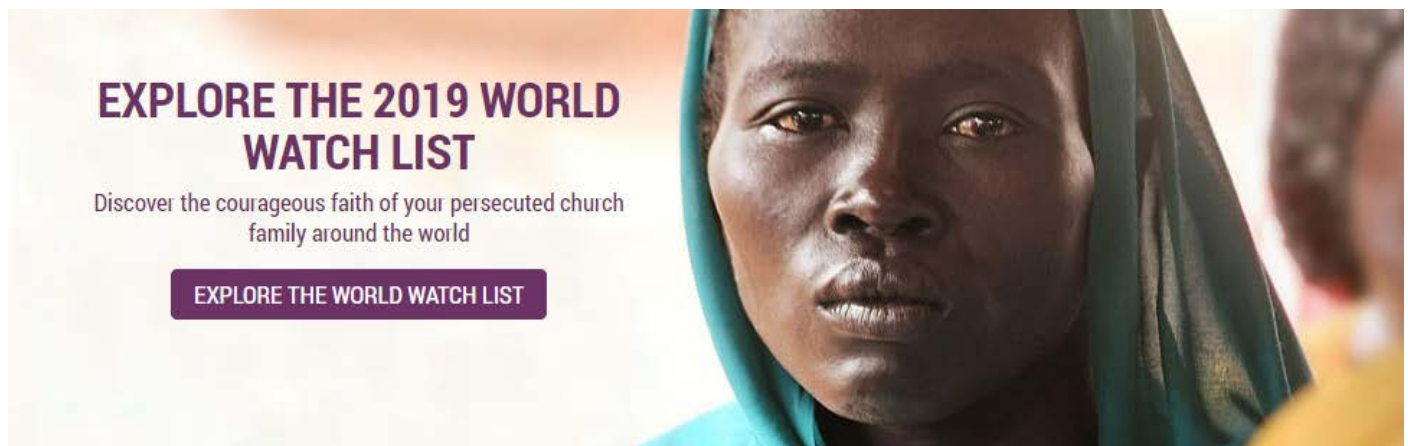 EXPLORE THE 2019 WORLD
WATCH LIST
Discover the courageous faith of your persecuted church
family around the world
EXPLORE THE WORLD WATCH LIST